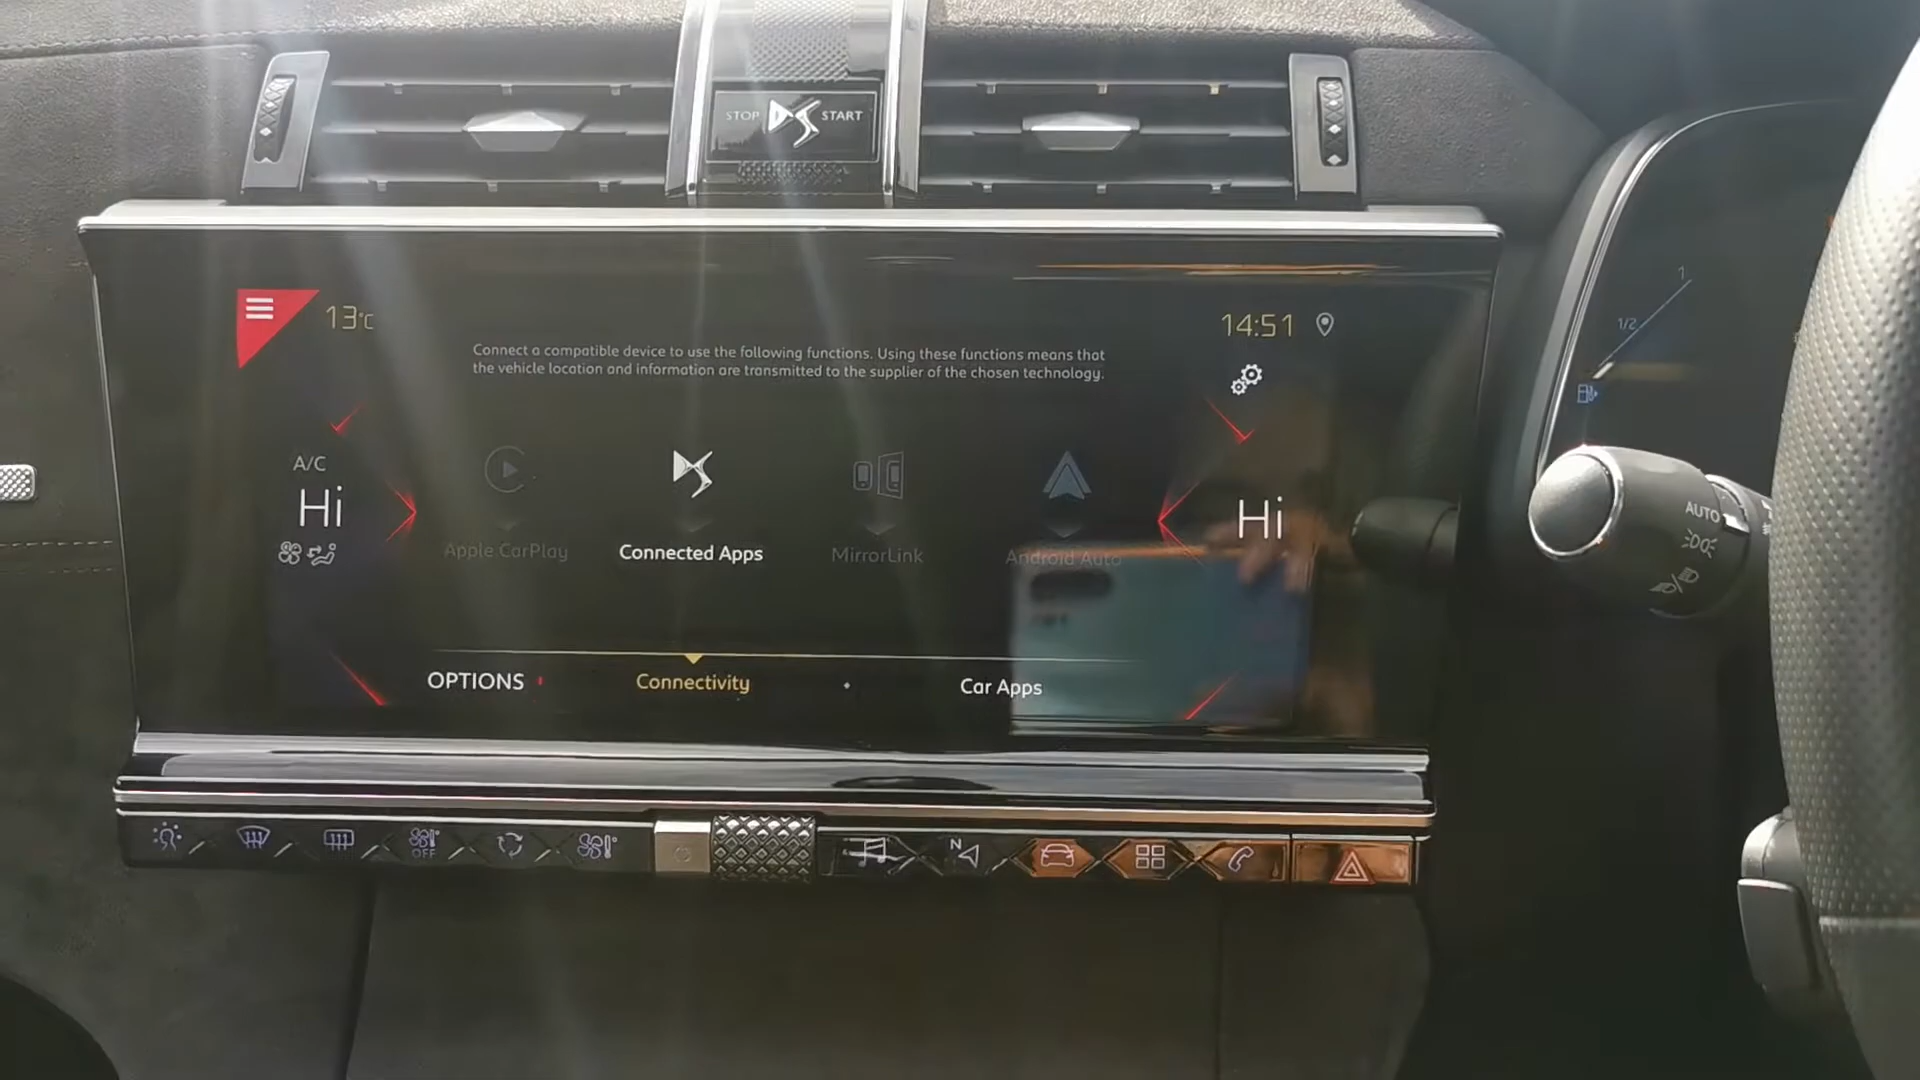 STOP START
13°C
14:51
Connect a compatible device to use the following functions. Using these functions means that
the vehicle location and information are transmitted to the supplier of the chosen technology.
A/C
Hi
Hi
Apple CarPlay
Connected Apps
MirrorLink
Android Auto
OPTIONS
Connectivity
Car Apps
OFF
N
1
1/2
AUTO